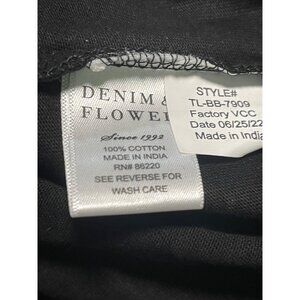 DENIM &
FLOWE
Since 1992
100% COTTON
MADE IN INDIA
RN# 86220
SEE REVERSE FOR
WASH CARE
STYLE#
TL-BB-7909
Factory VCC
Date 06/25/22
Made in India